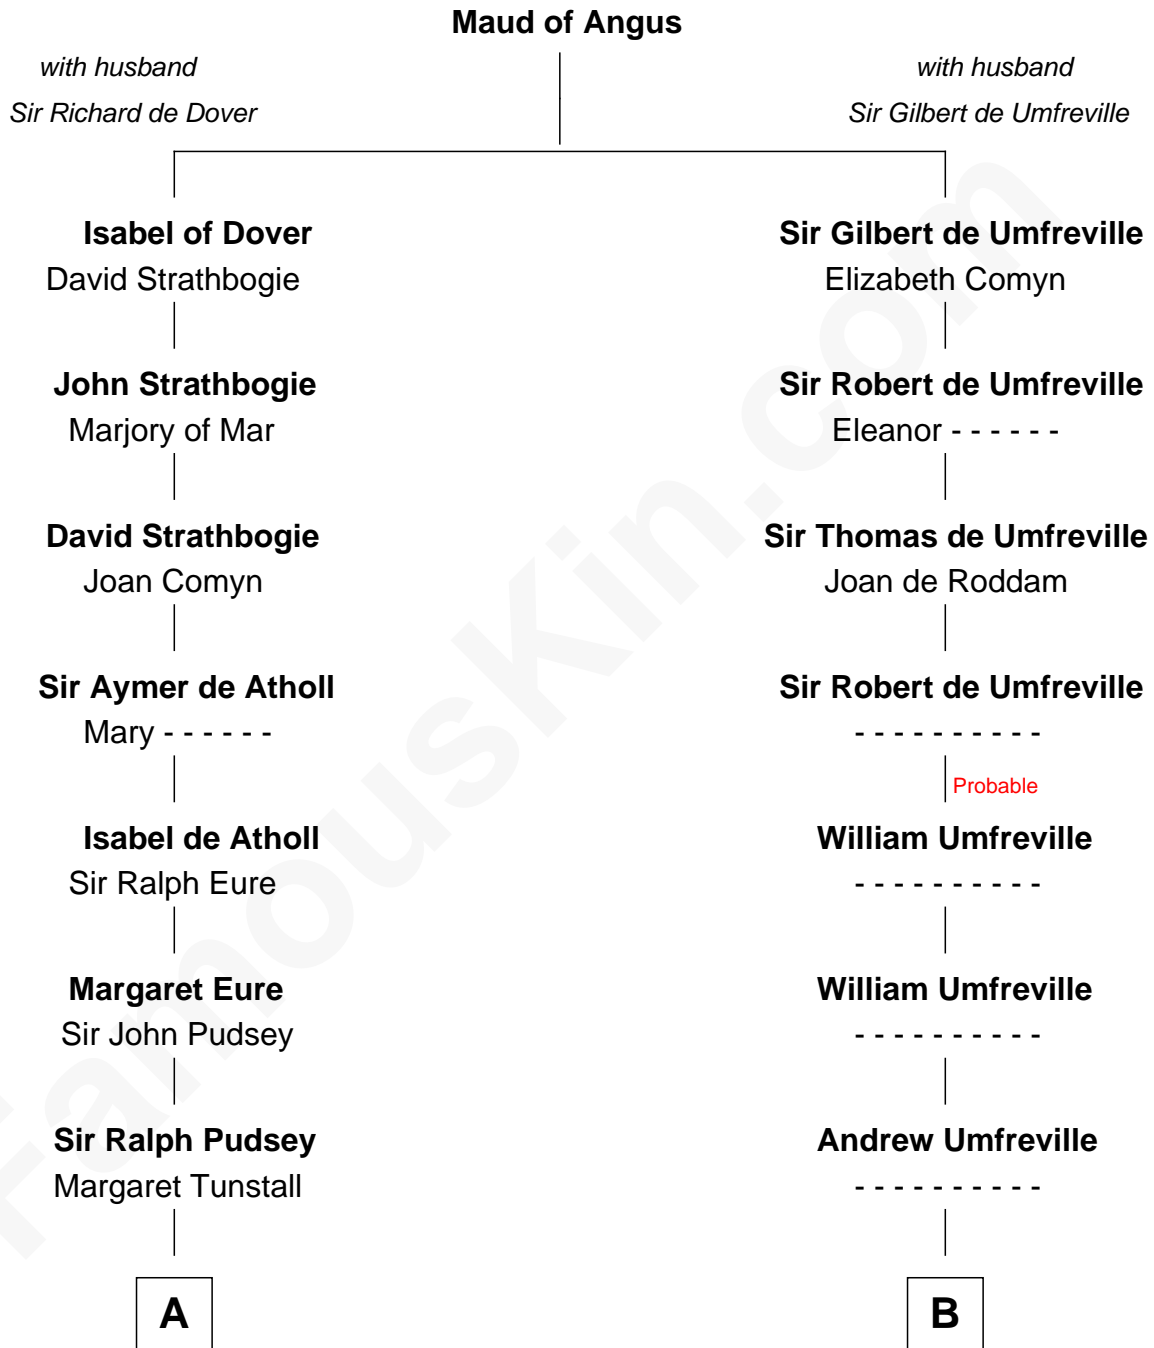 Maud of Angus
with husband
Sir Richard de Dover
with husband
Sir Gilbert de Umfreville
Isabel of Dover
David Strathbogie
John Strathbogie
Marjory of Mar
David Strathbogie
Joan Comyn
Sir Aymer de Atholl
Mary - - - - - -
Isabel de Atholl
Sir Ralph Eure
Margaret Eure
Sir John Pudsey
Sir Ralph Pudsey
Margaret Tunstall
A
Sir Gilbert de Umfreville
Elizabeth Comyn
Sir Robert de Umfreville
Eleanor - - - - - -
Sir Thomas de Umfreville
Joan de Roddam
Sir Robert de Umfreville
- - - - - - - - - -
Probable
William Umfreville
- - - - - - - - - -
William Umfreville
- - - - - - - - - -
Andrew Umfreville
- - - - - - - - - -
B
FamousKin.com